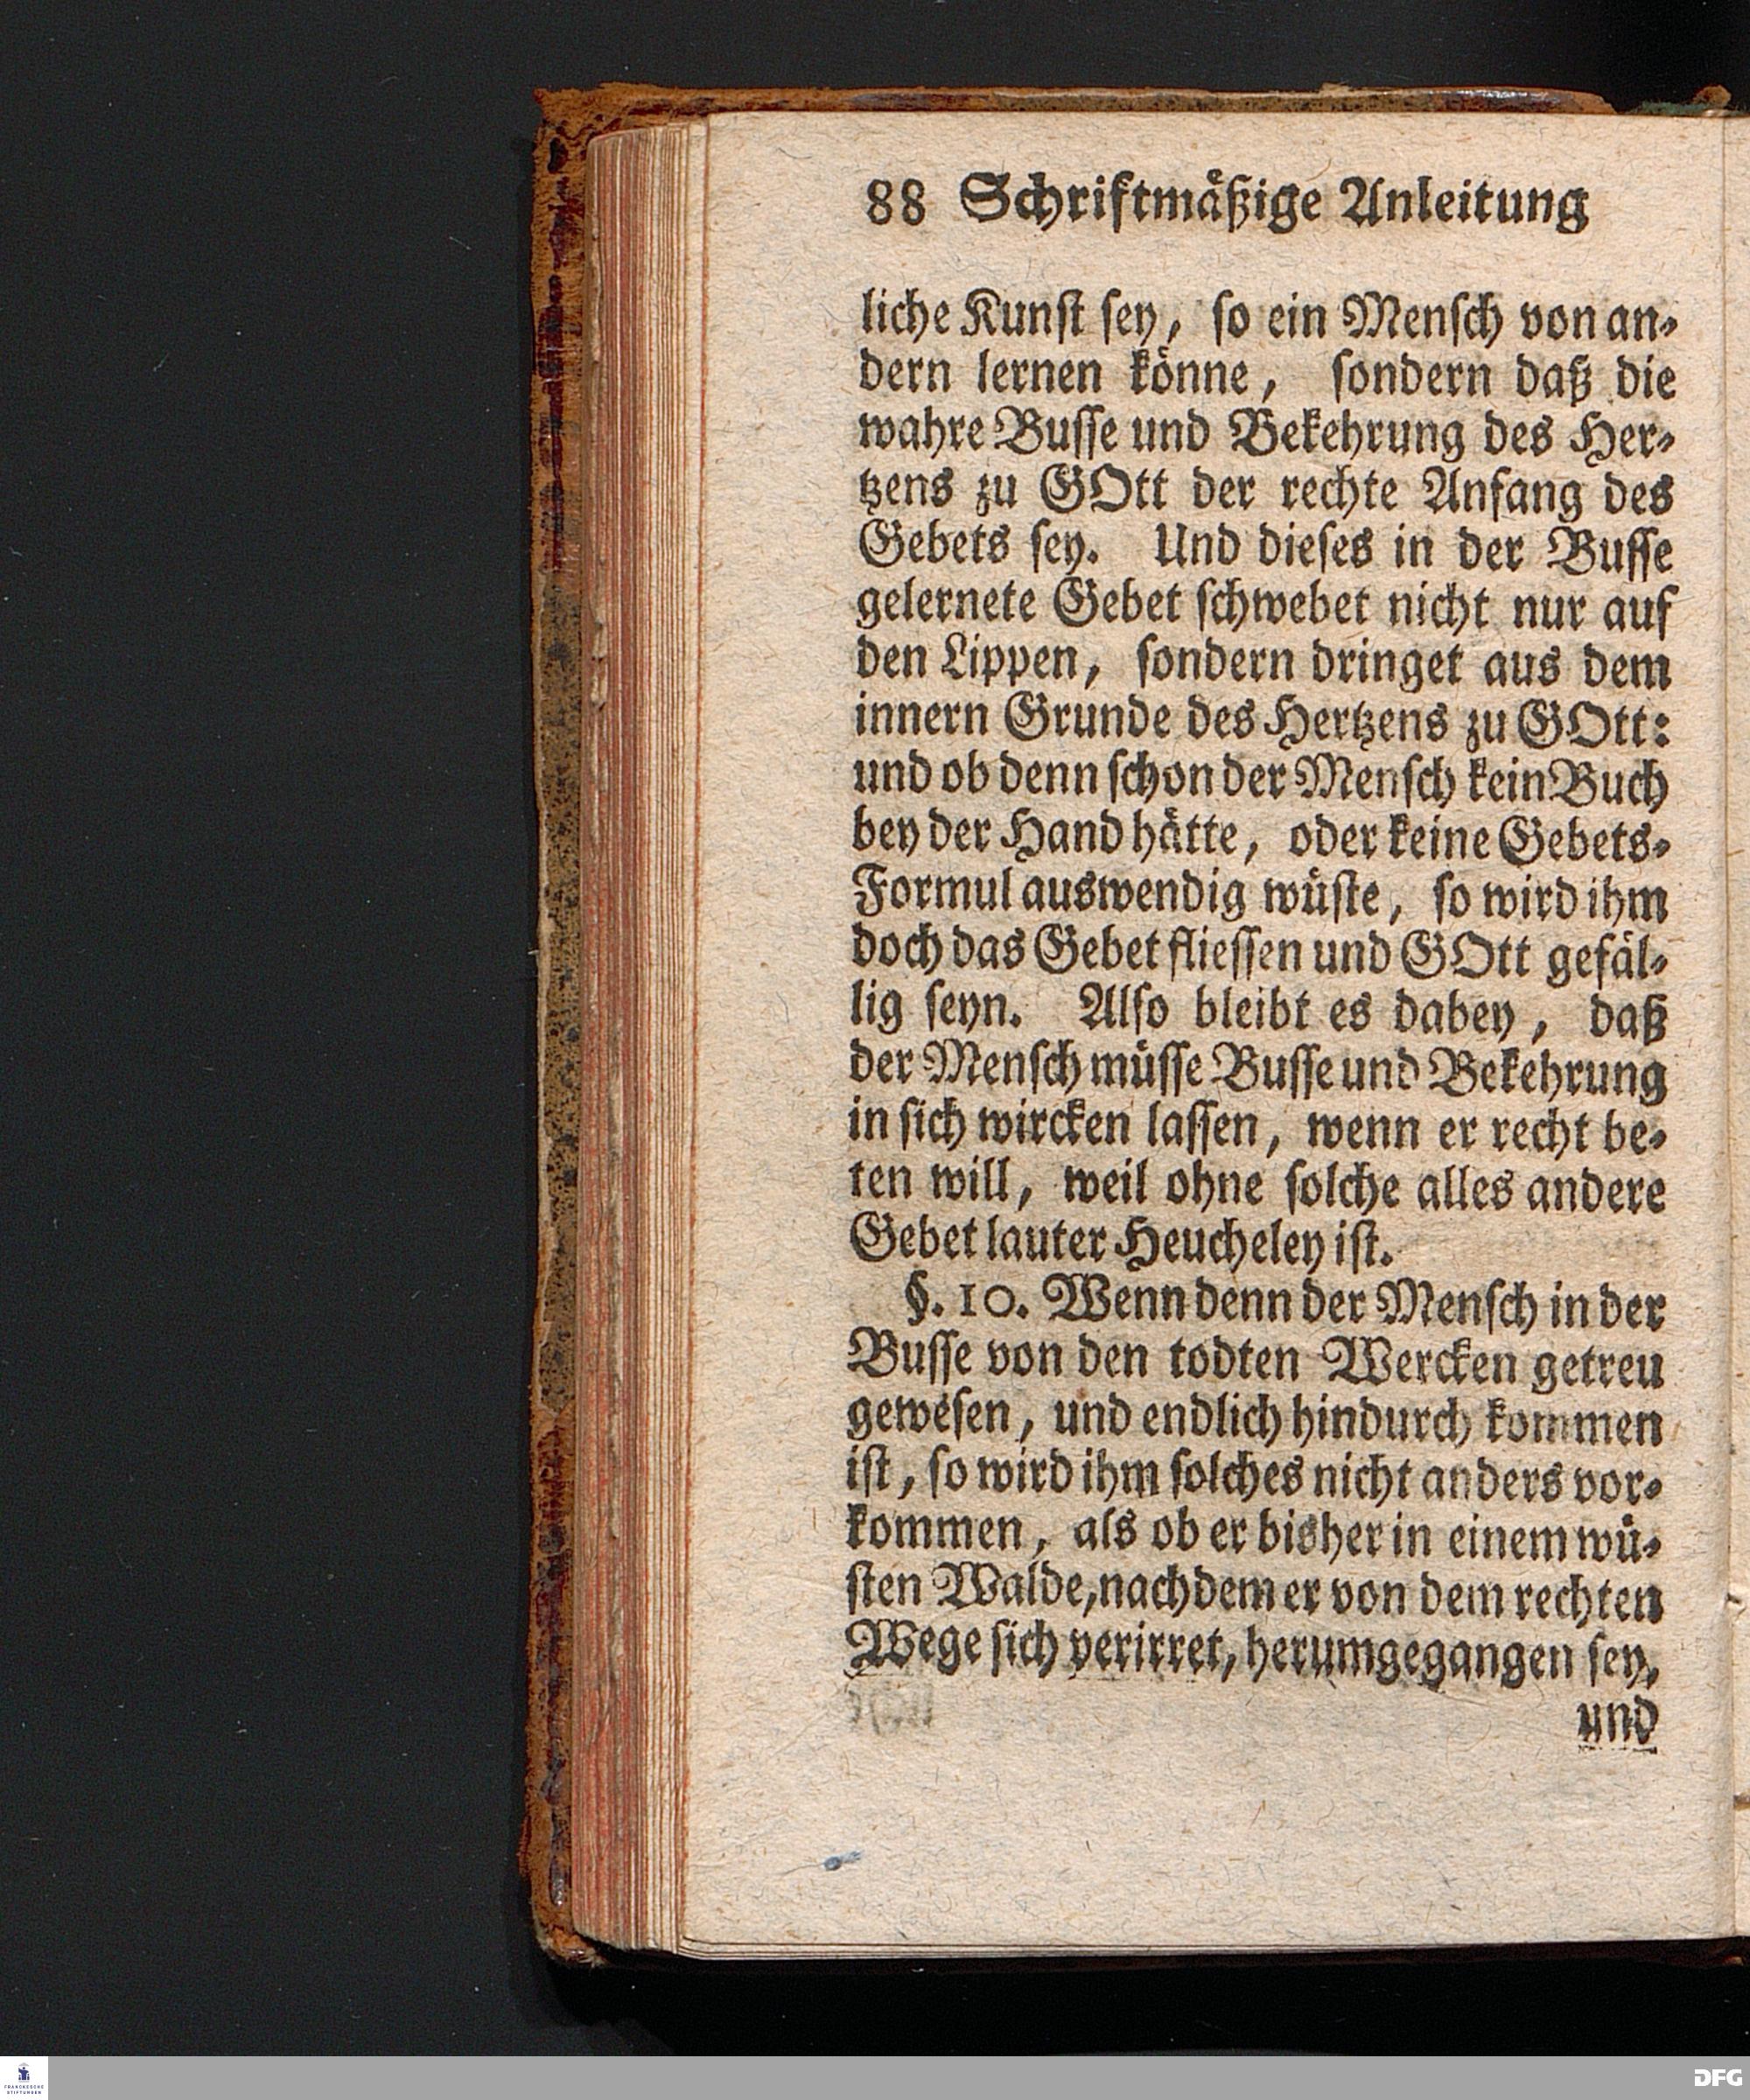 88 Schriftmäßige Anleitung
liche Kunſt ſey, ſo ein Menſch von an⸗
dern lernen könne, ſondern daß die
wahre Buſſe und Bekehrung des Her⸗
tzens zu GOtt der rechte Anfang des
Gebets ſey. Und dieſes in der Buſſe
gelernete Gebet ſchwebet nicht nur auf
den Lippen, ſondern dringet aus dem
innern Grunde des Hertzens zu GOtt:
und ob denn ſchon der Menſch kein Buch
bey der Hand hätte, oder keine Gebets⸗
Formul auswendig wüſte, ſo wird ihm
doch das Gebet flieſſen und GOtt gefäl⸗
lig ſeyn. Alſo bleibt es dabey, daß
der Menſch müſſe Buſſe und Bekehrung
in ſich wircken laſſen, wenn er recht be⸗
ten will, weil ohne ſolche alles andere
Gebet lauter Heucheley iſt.
§. 10. Wenn denn der Menſch in der
Buſſe von den todten Wercken getreu
geweſen, und endlich hindurch kommen
iſt, ſo wird ihm ſolches nicht anders vor⸗
kommen, als ob er bisher in einem wü⸗
ſten Walde, nachdem er von dem rechten
Wege ſich verirret, herumgegangen ſey,
und
FRANCKESCHE
STIFTUNGEN
DFG